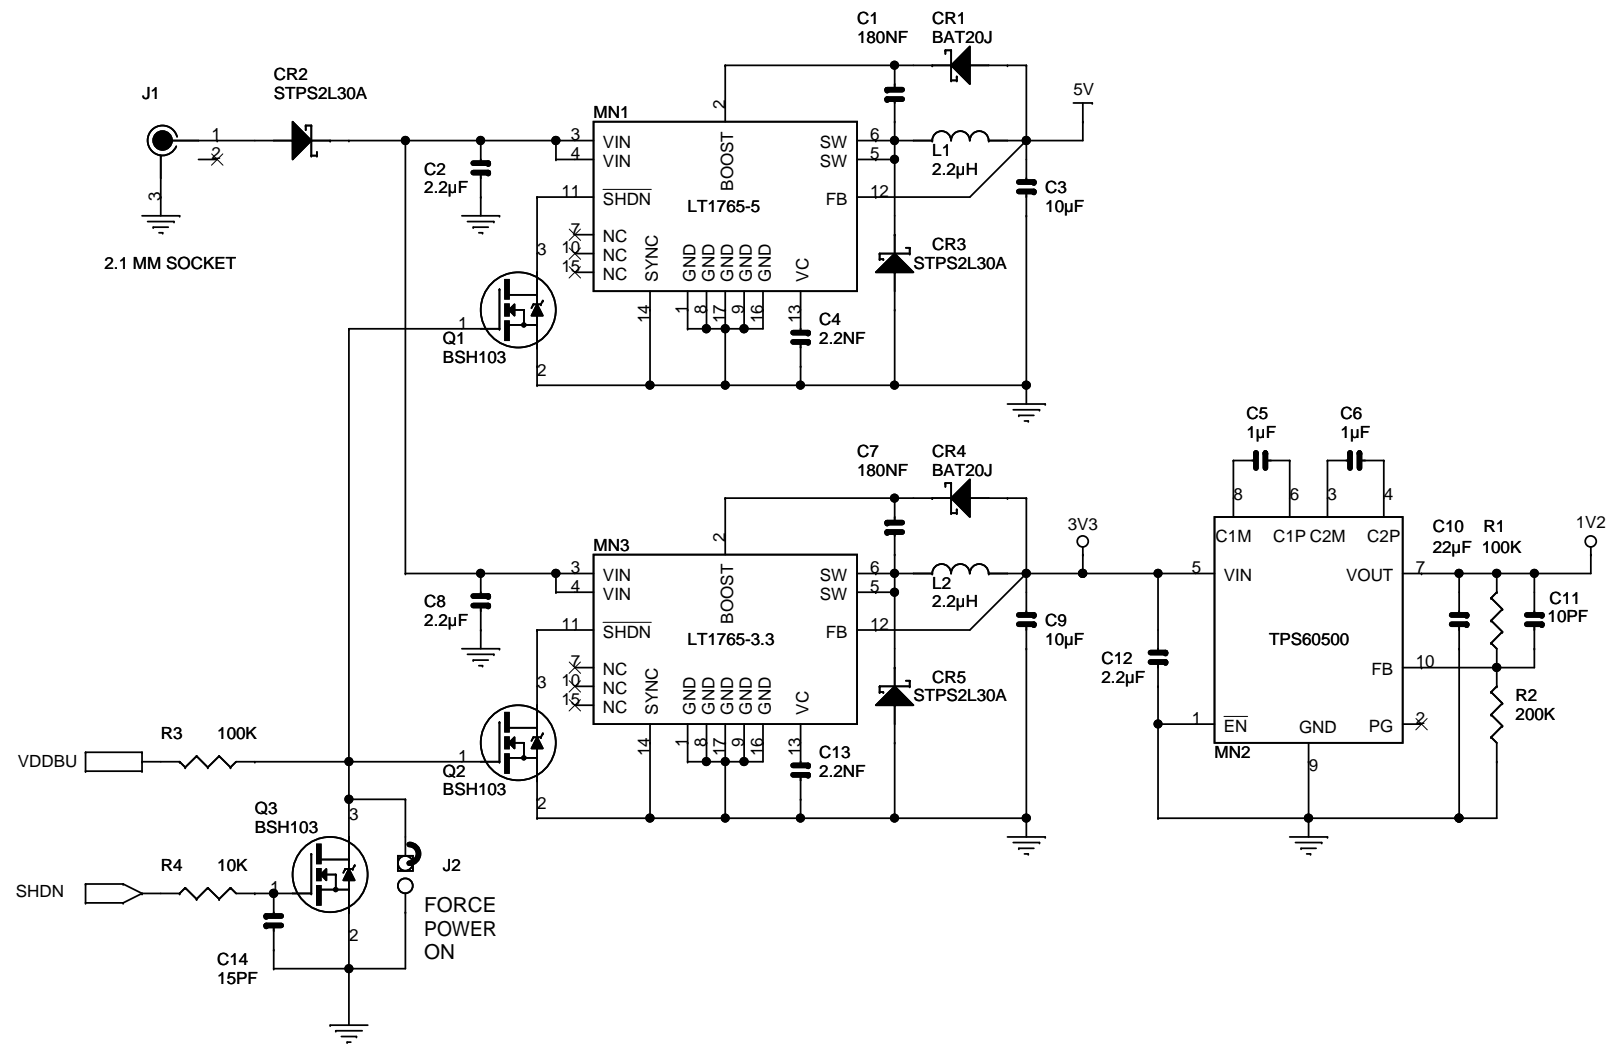 C1
180NF
CR1
BAT20J
CR2
STPS2L30A
J1
5V
1
2
3
2.1 MM SOCKET
C2
2.2µF
MN1
2
3 VIN
4 VIN
11 SHDN
7 NC
10 NC
15 NC
BOOST
LT1765-5
SYNC
GND
GND
GND
GND
GND
VC
14
1
8
17
9
16
13
SW 6
SW 5
FB 12
L1
2.2µH
C3
10µF
CR3
STPS2L30A
C4
2.2NF
3
1
2
Q1
BSH103
C7
180NF
CR4
BAT20J
3V3
MN3
2
3 VIN
4 VIN
11 SHDN
7 NC
10 NC
15 NC
BOOST
LT1765-3.3
SYNC
GND
GND
GND
GND
GND
VC
14
1
8
17
9
16
13
SW 6
SW 5
FB 12
C8
2.2µF
L2
2.2µH
C9
10µF
CR5
STPS2L30A
C13
2.2NF
3
1
2
Q2
BSH103
C5
1µF
C6
1µF
8
6
3
4
C1M
C1P
C2M
C2P
5 VIN
VOUT 7
TPS60500
FB 10
1 EN
GND
PG 2
MN2
9
C12
2.2µF
C10
22µF
R1
100K
1V2
C11
10PF
R2
200K
VDDBU
R3
100K
Q3
BSH103
3
1
2
SHDN
R4
10K
C14
15PF
J2
FORCE
POWER
ON